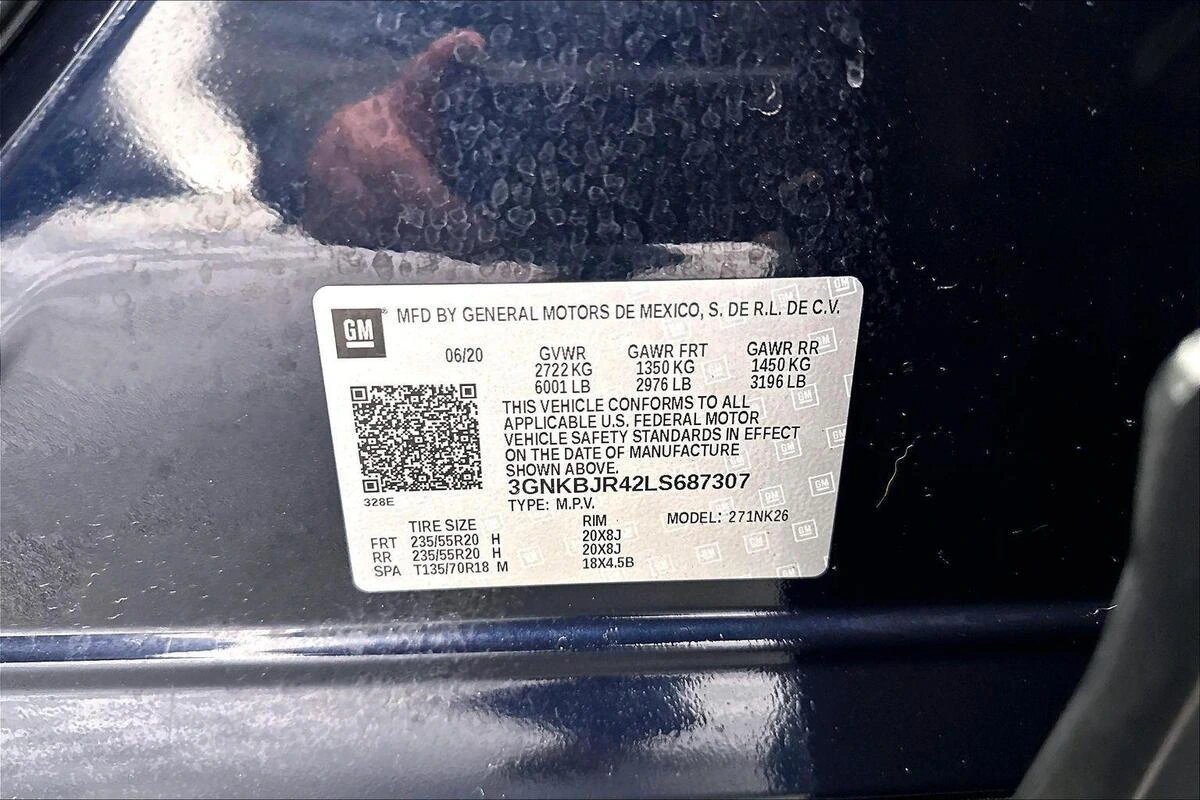 GM ® MFD BY GENERAL MOTORS DE MEXICO, S. DE R.L. DE C.V.
06/20 GVWR GAWR FRT GAWR RR
2722 KG 1350 KG 1450 KG
6001 LB 2976 LB 3196 LB
THIS VEHICLE CONFORMS TO ALL
APPLICABLE U.S. FEDERAL MOTOR
VEHICLE SAFETY STANDARDS IN EFFECT
ON THE DATE OF MANUFACTURE
SHOWN ABOVE.
3GNKBJR42LS687307
328E
TYPE: M.P.V.
TIRE SIZE RIM MODEL: 271NK26
FRT 235/55R20 H 20X8J
RR 235/55R20 H 20X8J
SPA T135/70R18 M 18X4.5B